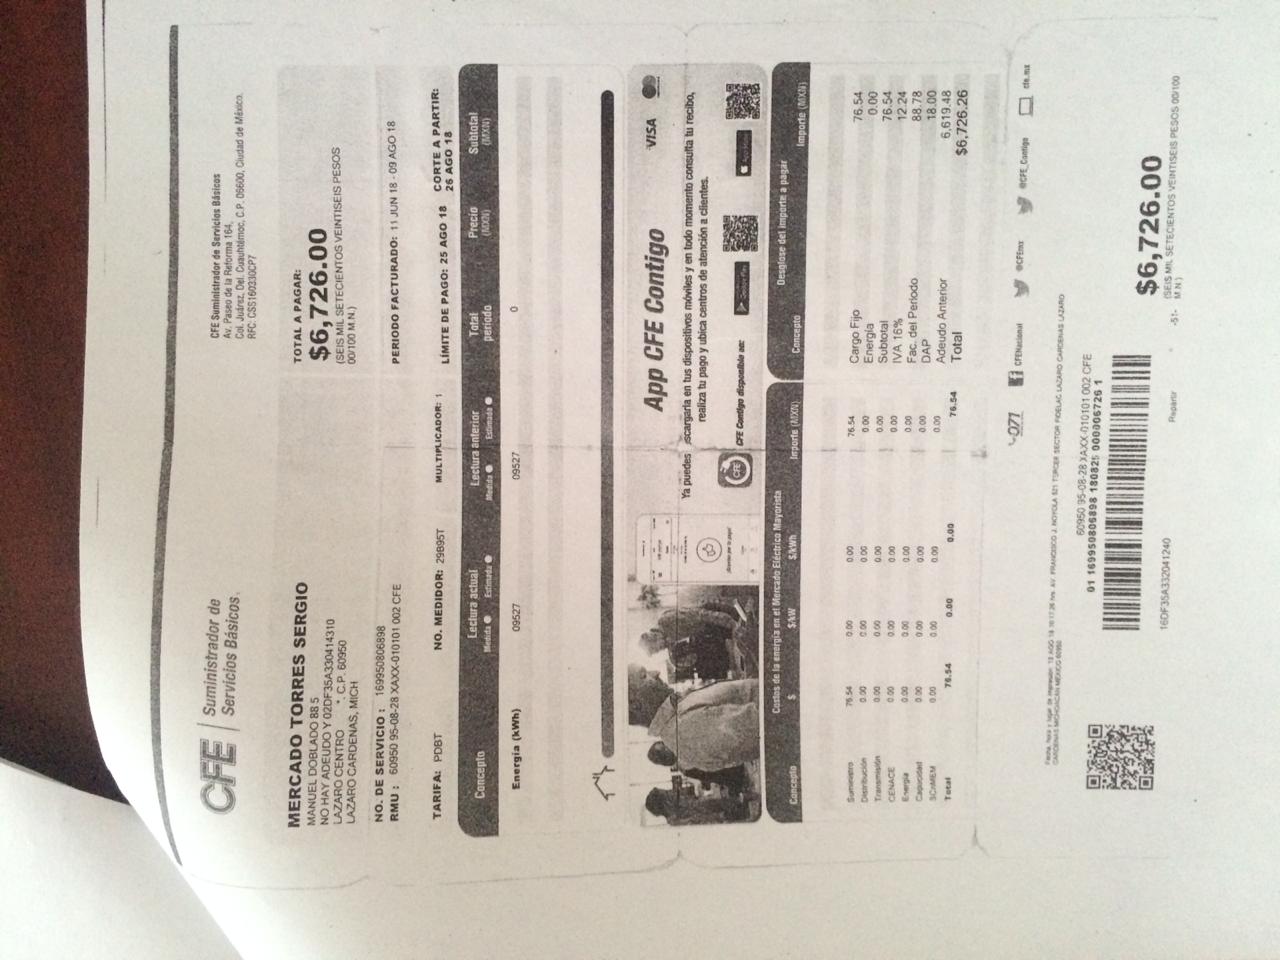 CFE Suministrador de
Servicios Básicos.
CFE Suministrador de Servicios Básicos
Av. Paseo de la Reforma 164,
Col. Juárez, Del. Cuauhtémoc, C.P. 06600, Ciudad de México.
RFC: CSS160330CP7
MERCADO TORRES SERGIO
MANUEL DOBLADO 88 5
NO HAY ADEUDO Y 02DF35A330414310
LAZARO CENTRO *. C.P. 60950
LAZARO CARDENAS, MICH
TOTAL A PAGAR:
$6,726.00
(SEIS MIL SETECIENTOS VEINTISEIS PESOS
00/100 M.N.)
NO. DE SERVICIO : 169950806898
RMU : 60950 95-08-28 XAXX-010101 002 CFE
PERIODO FACTURADO: 11 JUN 18 - 09 AGO 18
TARIFA: PDBT NO. MEDIDOR: 29B95T MULTIPLICADOR: 1
LÍMITE DE PAGO: 25 AGO 18 CORTE A PARTIR:
26 AGO 18
Concepto Lectura actual Lectura anterior Total periodo Precio (MXN) Subtotal (MXN)
Medida Estimada Medida Estimada
Energía (kWh) 09527 09527 0
App CFE Contigo
VISA
Ya puedes scargarla en tus dispositivos móviles y en todo momento consulta tu recibo,
realiza tu pago y ubica centros de atención a clientes.
CFE
CFE Contigo disponible en:
Google Play
App Store
Costos de la energía en el Mercado Eléctrico Mayorista
Concepto $ $/kW $/kWh Importe (MXN)
Suministro 76.54 0.00 0.00 76.54
Distribución 0.00 0.00 0.00 0.00
Transmisión 0.00 0.00 0.00 0.00
CENACE 0.00 0.00 0.00 0.00
Energía 0.00 0.00 0.00 0.00
Capacidad 0.00 0.00 0.00 0.00
SCnMEM 0.00 0.00 0.00 0.00
Total 76.54 0.00 0.00 76.54
Desglose del importe a pagar
Concepto Importe (MXN)
Cargo Fijo 76.54
Energía 0.00
Subtotal 76.54
IVA 16% 12.24
Fac. del Periodo 88.78
DAP 18.00
Adeudo Anterior 6,619.48
Total $6,726.26
071 CFENacional @CFEmx @CFE_Contigo cfe.mx
Fecha, hora y lugar de impresión: 13 AGO 18 hrs. AV. FRANCISCO J. NOYOLA 521 TERCER SECTOR FIDELAC LAZARO CARDENAS LAZARO
CARDENAS MICHOACAN MEXICO 60950
60950 95-08-28 XAXX-010101 002 CFE
01 169950806898 180825 000006726 1
16DF35A332041240
Repartir
-51-
$6,726.00
(SEIS MIL SETECIENTOS VEINTISEIS PESOS 00/100
M.N.)